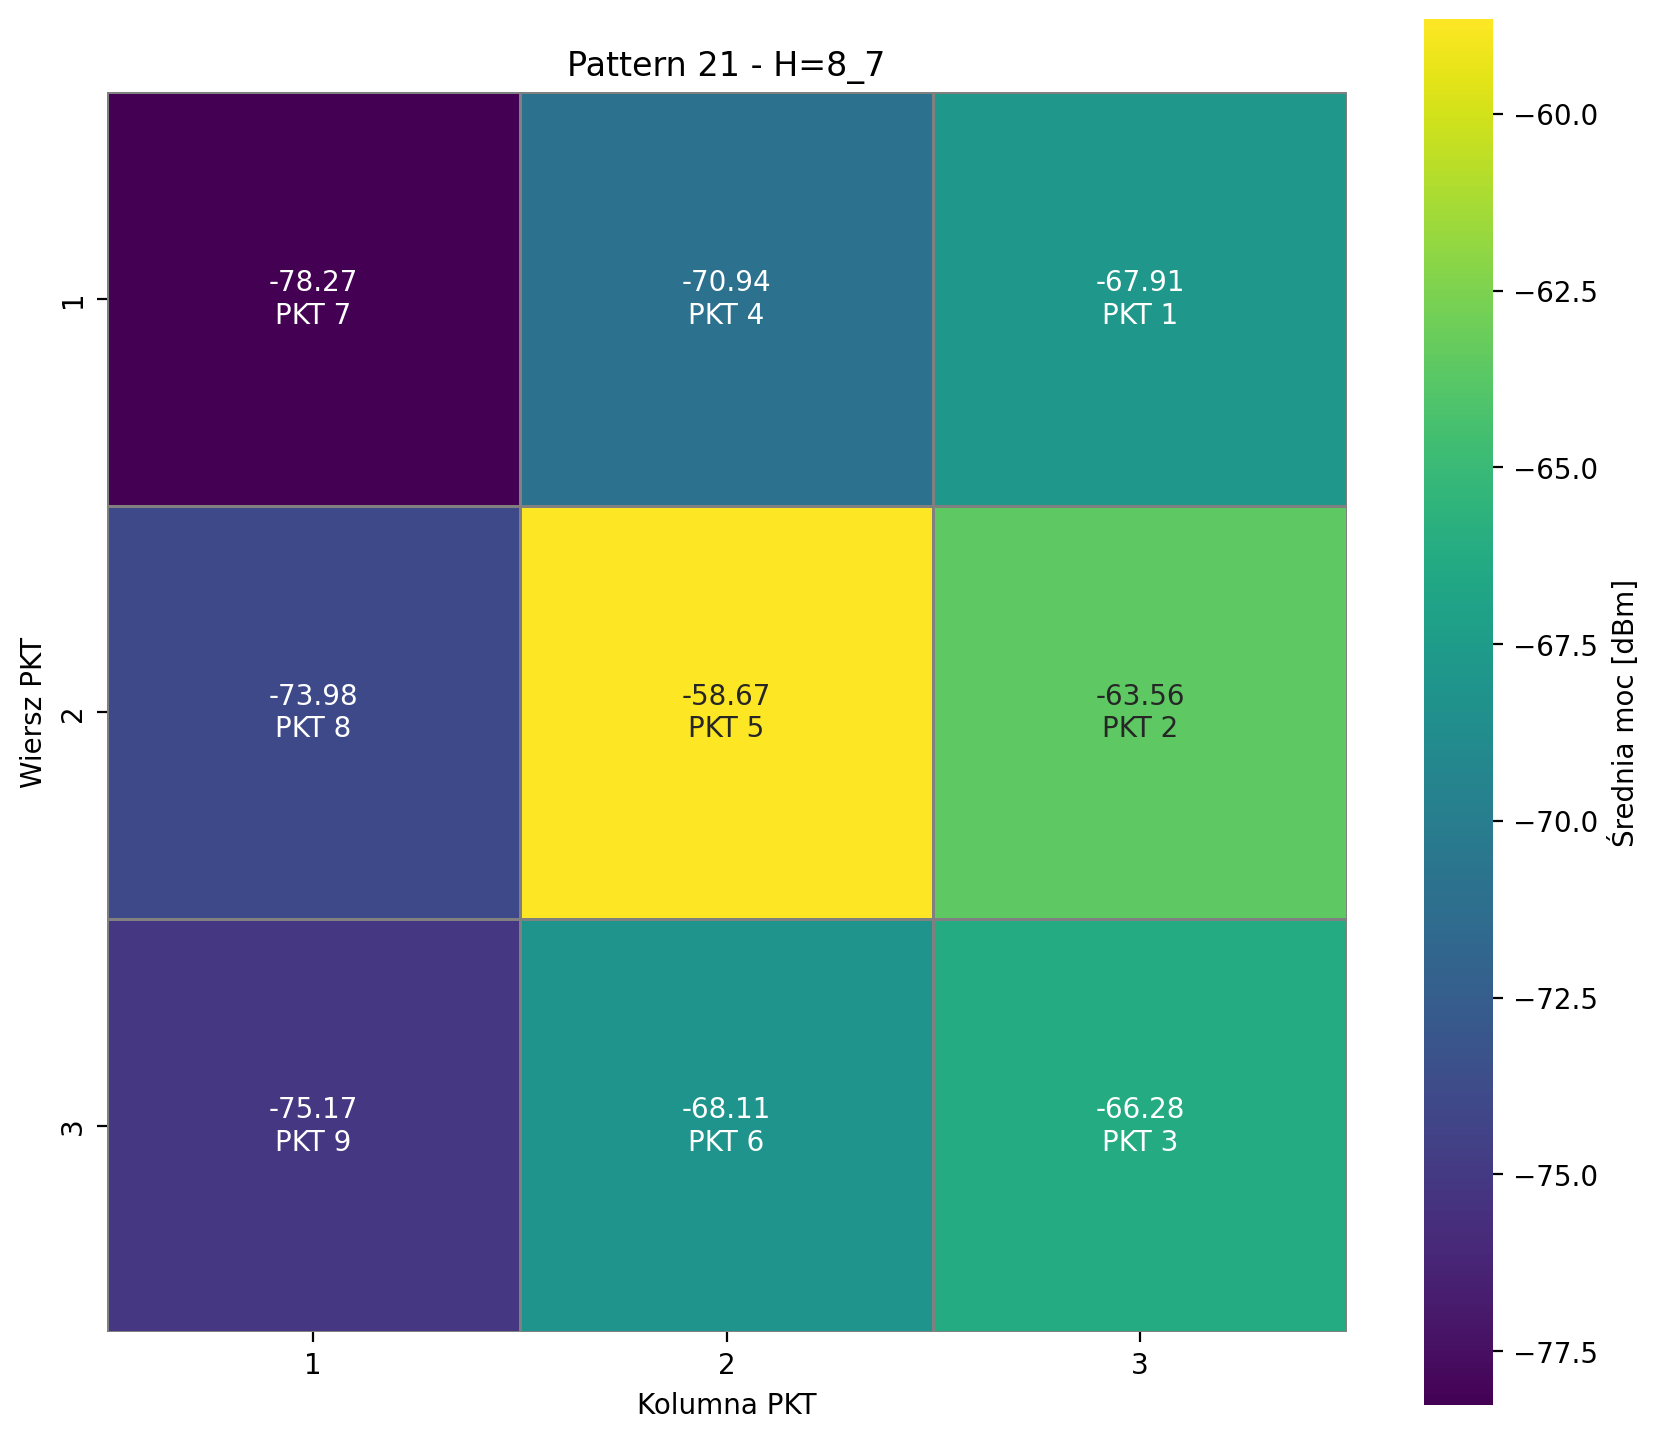 Pattern 21 - H=8_7
-78.27
PKT 7
-70.94
PKT 4
-67.91
PKT 1
-73.98
PKT 8
-58.67
PKT 5
-63.56
PKT 2
-75.17
PKT 9
-68.11
PKT 6
-66.28
PKT 3
1
2
3
Wiersz PKT
1
2
3
Kolumna PKT
−60.0
−62.5
−65.0
−67.5
−70.0
−72.5
−75.0
−77.5
Średnia moc [dBm]